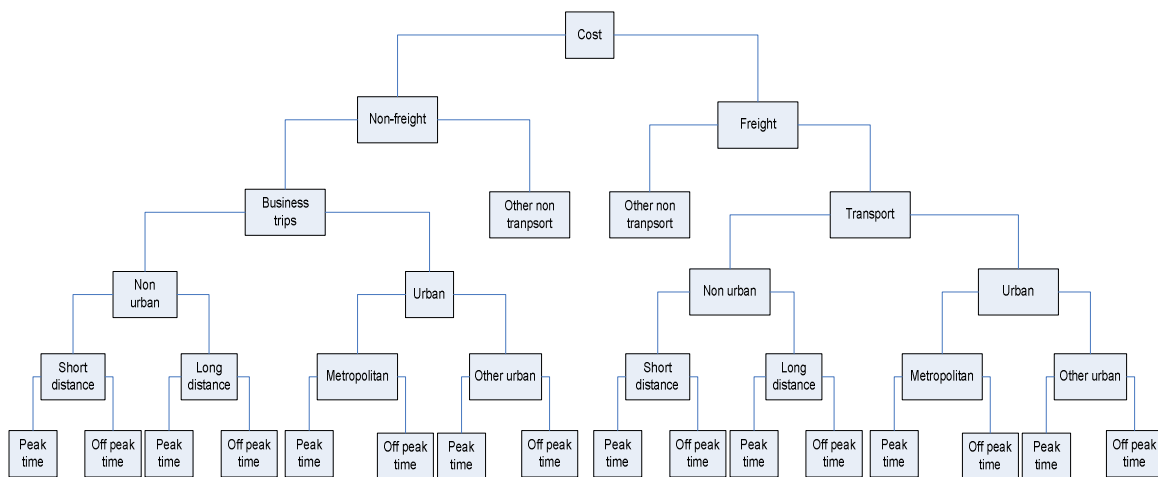 Cost
Non-freight
Freight
Business
trips
Other non
tranpsort
Other non
tranpsort
Transport
Non
urban
Urban
Non urban
Urban
Short
distance
Long
distance
Metropolitan
Other urban
Short
distance
Long
distance
Metropolitan
Other urban
Peak
time
Off peak
time
Peak
time
Off peak
time
Peak
time
Off peak
time
Peak
time
Off peak
time
Peak
time
Off peak
time
Peak
time
Off peak
time
Peak
time
Off peak
time
Peak
time
Off peak
time